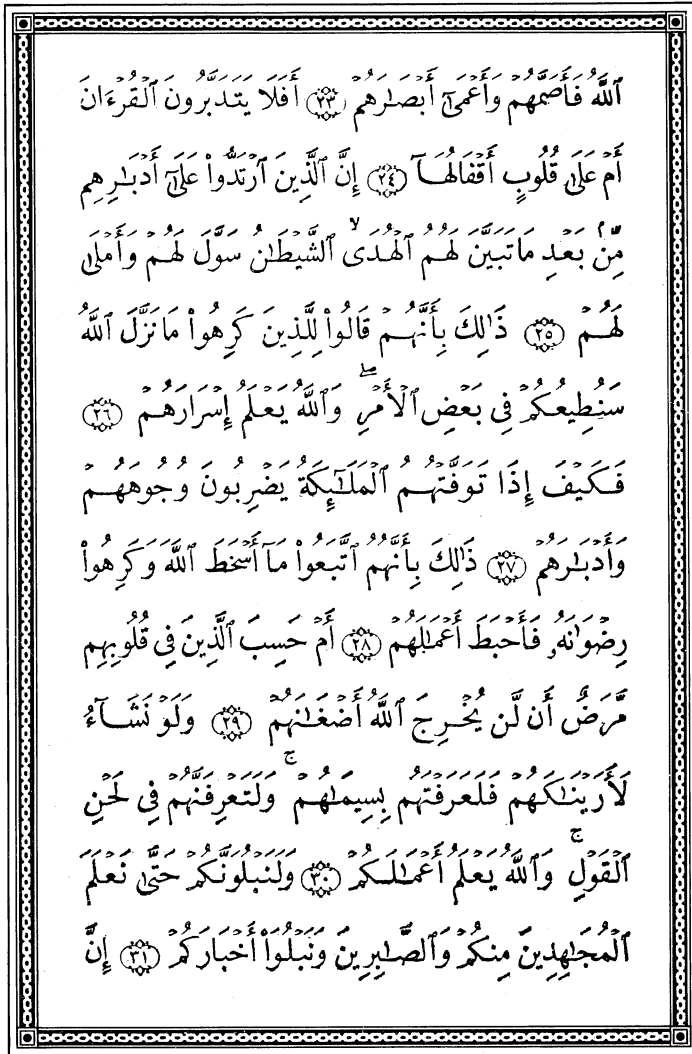 ٱللَّهُ فَأَصَمَّهُمْ وَأَعْمَىٰٓ أَبْصَٰرَهُمْ ٢٣ أَفَلَا يَتَدَبَّرُونَ ٱلْقُرْءَانَ
أَمْ عَلَىٰ قُلُوبٍ أَقْفَالُهَآ ٢٤ إِنَّ ٱلَّذِينَ ٱرْتَدُّوا۟ عَلَىٰٓ أَدْبَٰرِهِم
مِّنۢ بَعْدِ مَا تَبَيَّنَ لَهُمُ ٱلْهُدَى ۙ ٱلشَّيْطَٰنُ سَوَّلَ لَهُمْ وَأَمْلَىٰ
لَهُمْ ٢٥ ذَٰلِكَ بِأَنَّهُمْ قَالُوا۟ لِلَّذِينَ كَرِهُوا۟ مَا نَزَّلَ ٱللَّهُ
سَنُطِيعُكُمْ فِى بَعْضِ ٱلْأَمْرِ ۖ وَٱللَّهُ يَعْلَمُ إِسْرَارَهُمْ ٢٦
فَكَيْفَ إِذَا تَوَفَّتْهُمُ ٱلْمَلَٰٓئِكَةُ يَضْرِبُونَ وُجُوهَهُمْ
وَأَدْبَٰرَهُمْ ٢٧ ذَٰلِكَ بِأَنَّهُمُ ٱتَّبَعُوا۟ مَآ أَسْخَطَ ٱللَّهَ وَكَرِهُوا۟
رِضْوَٰنَهُۥ فَأَحْبَطَ أَعْمَٰلَهُمْ ٢٨ أَمْ حَسِبَ ٱلَّذِينَ فِى قُلُوبِهِم
مَّرَضٌ أَن لَّن يُخْرِجَ ٱللَّهُ أَضْغَٰنَهُمْ ٢٩ وَلَوْ نَشَآءُ
لَأَرَيْنَٰكَهُمْ فَلَعَرَفْتَهُم بِسِيمَٰهُمْ ۚ وَلَتَعْرِفَنَّهُمْ فِى لَحْنِ
ٱلْقَوْلِ ۚ وَٱللَّهُ يَعْلَمُ أَعْمَٰلَكُمْ ٣٠ وَلَنَبْلُوَنَّكُمْ حَتَّىٰ نَعْلَمَ
ٱلْمُجَٰهِدِينَ مِنكُمْ وَٱلصَّٰبِرِينَ وَنَبْلُوَا۟ أَخْبَارَكُمْ ٣١ إِنَّ